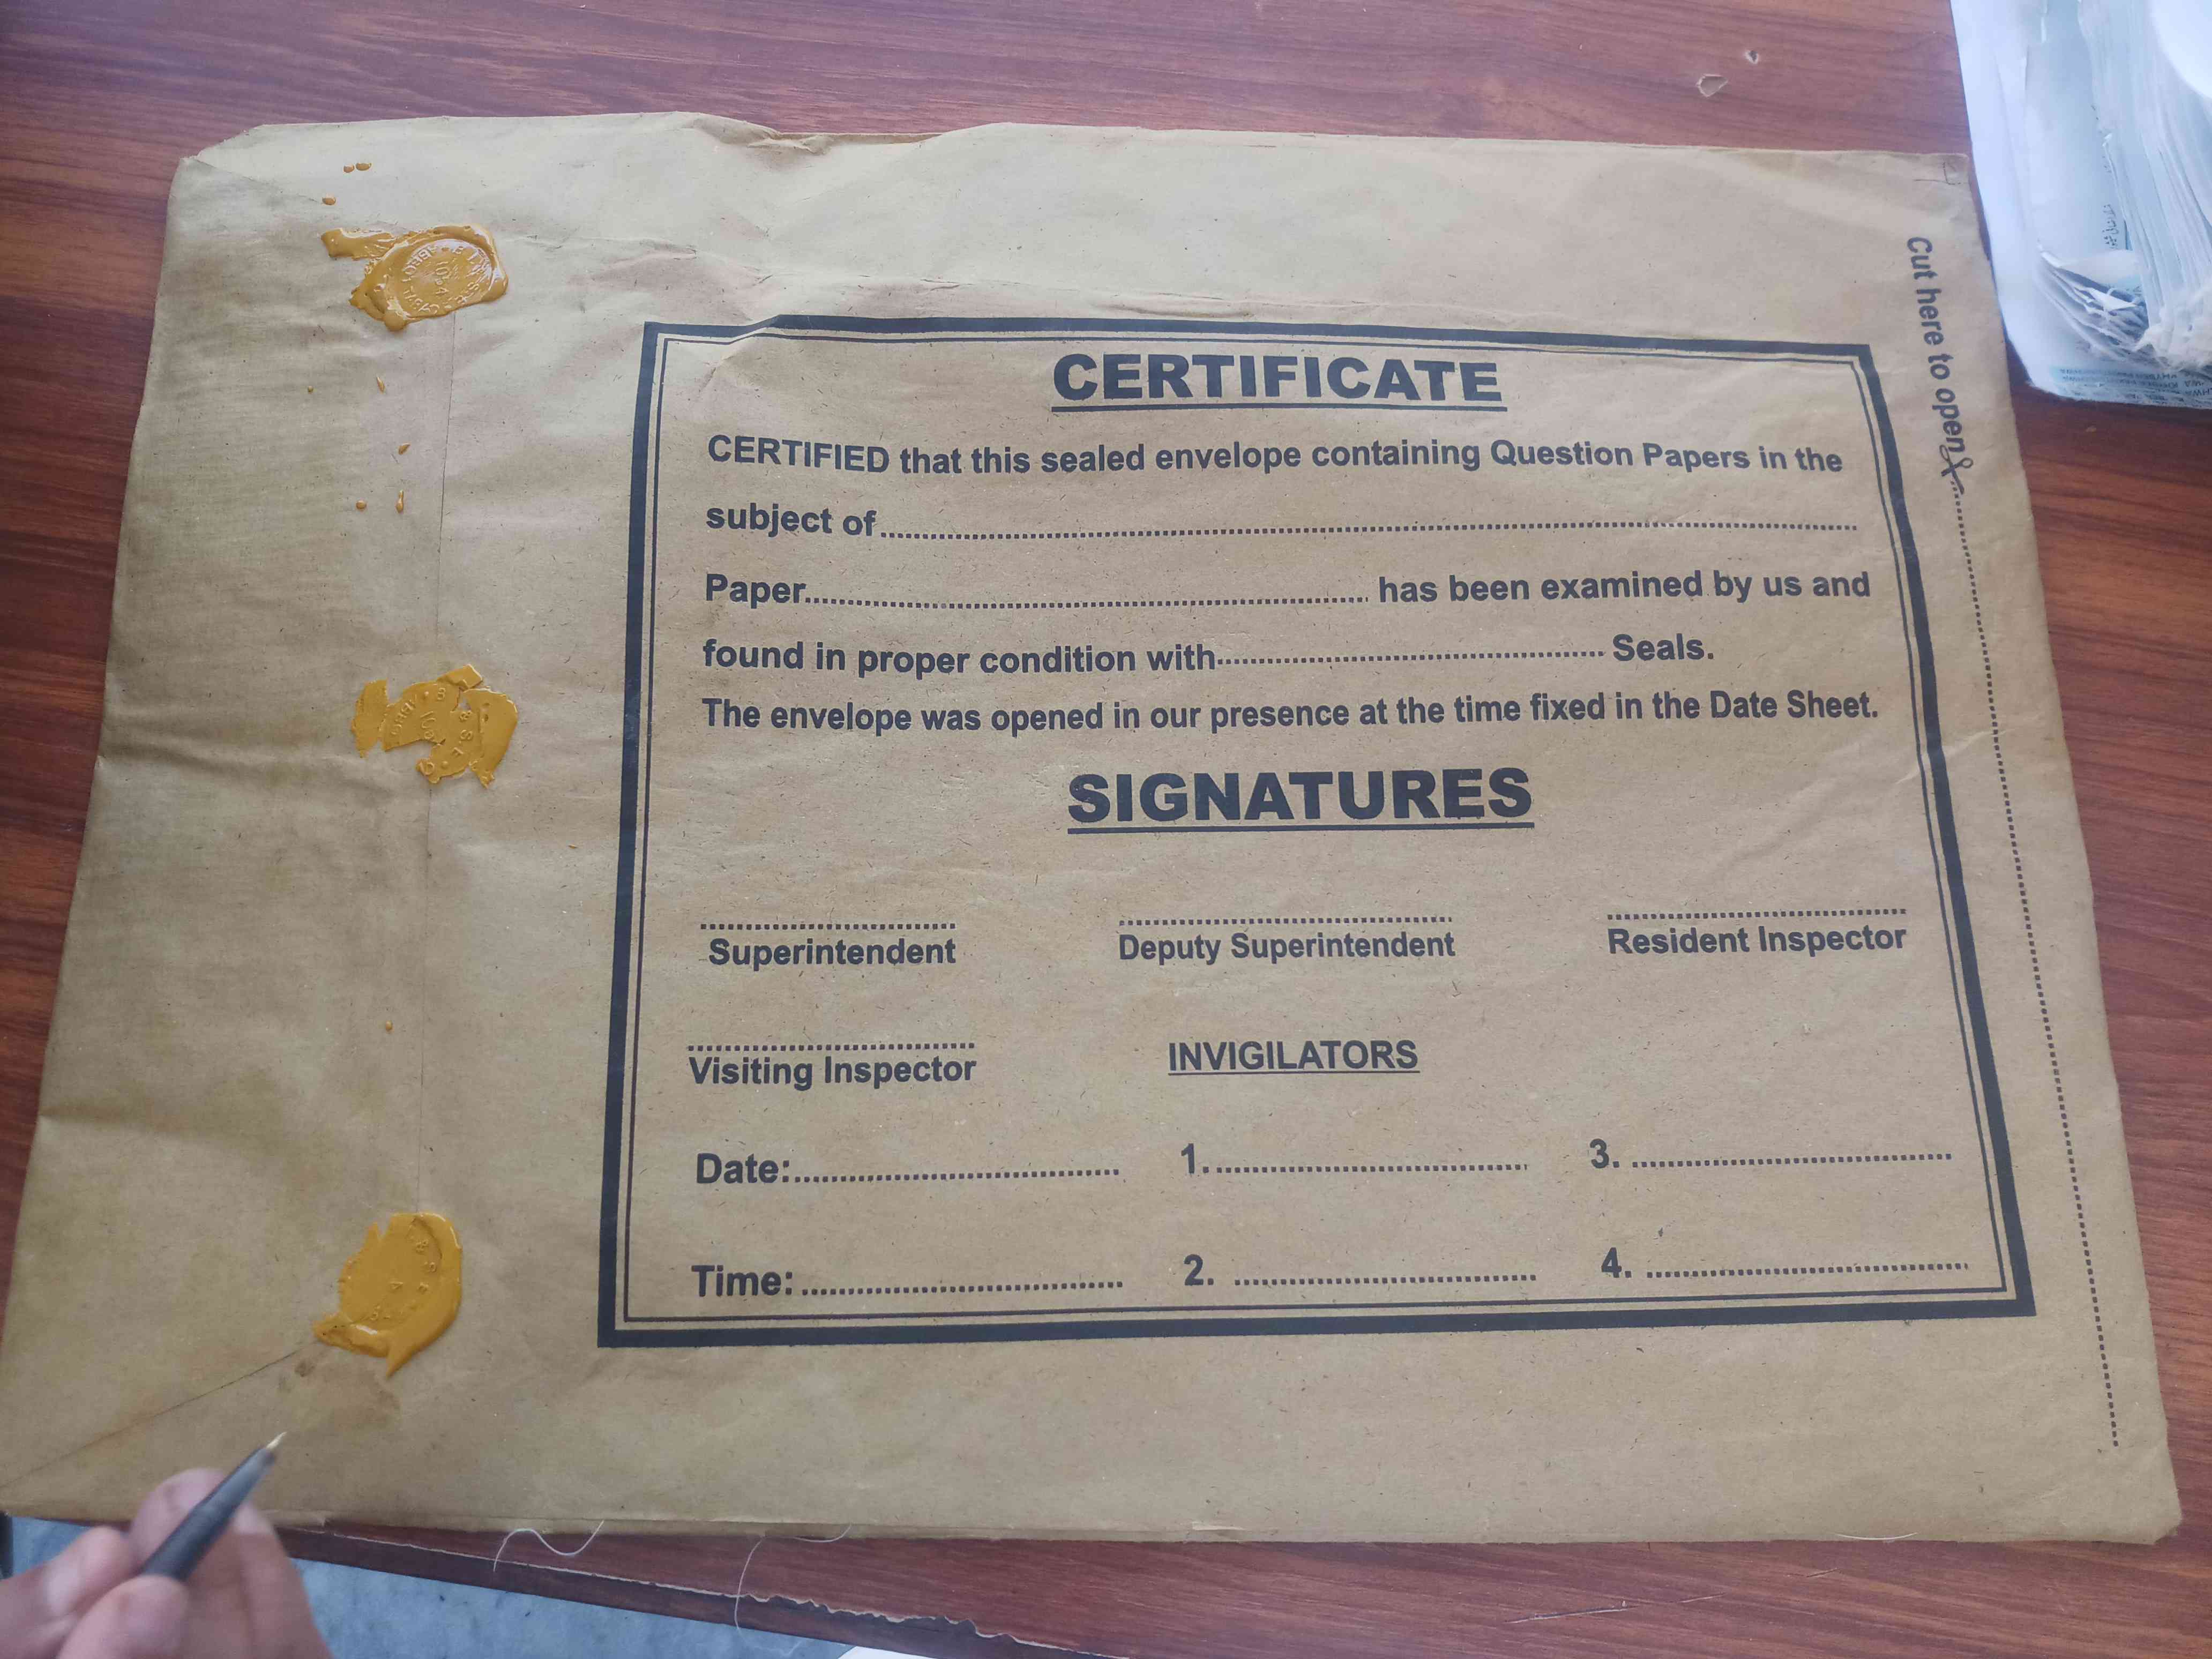 CERTIFICATE
CERTIFIED that this sealed envelope containing Question Papers in the
subject of................................................................
Paper................................................ has been examined by us and
found in proper condition with................................ Seals.
The envelope was opened in our presence at the time fixed in the Date Sheet.
SIGNATURES
Superintendent
Deputy Superintendent
Resident Inspector
Visiting Inspector
INVIGILATORS
Date:................................
1.................................
3. ................................
Time:................................
2. ................................
4. ................................
Cut here to open